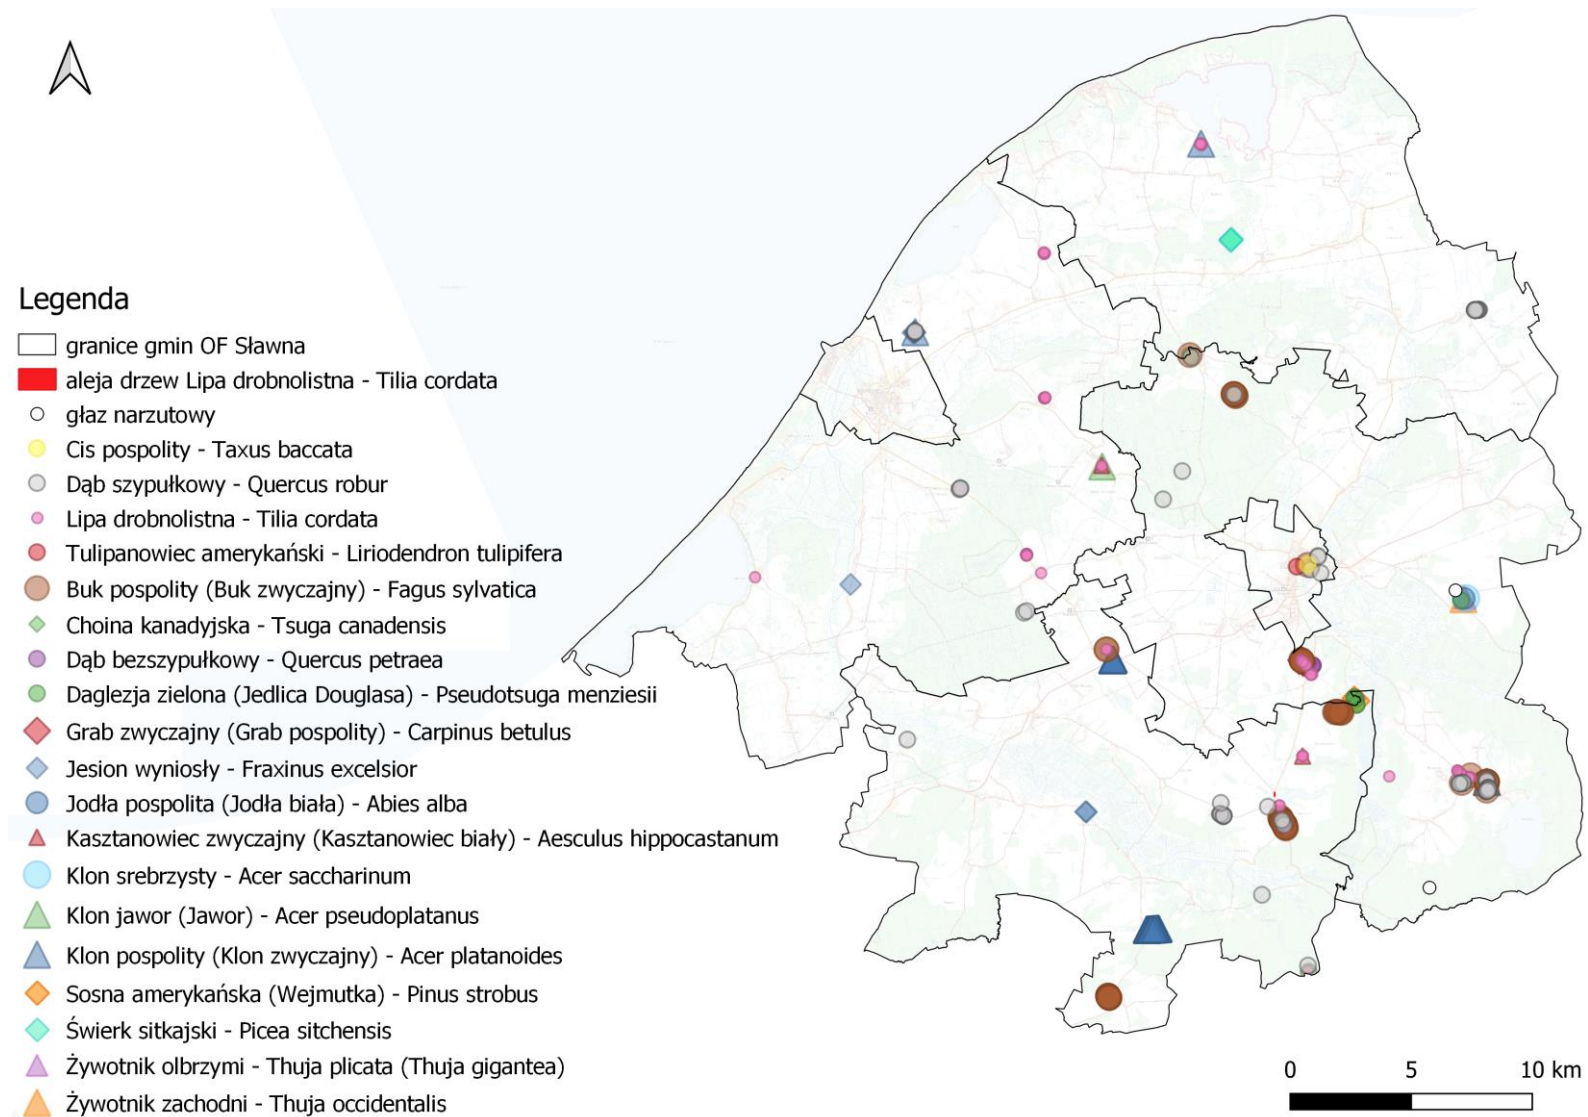 Legenda
granice gmin OF Sławna
aleja drzew Lipa drobnolistna - Tilia cordata
głaz narzutowy
Cis pospolity - Taxus baccata
Dąb szypułkowy - Quercus robur
Lipa drobnolistna - Tilia cordata
Tulipanowiec amerykański - Liriodendron tulipifera
Buk pospolity (Buk zwyczajny) - Fagus sylvatica
Choina kanadyjska - Tsuga canadensis
Dąb bezszypułkowy - Quercus petraea
Daglezja zielona (Jedlica Douglasa) - Pseudotsuga menziesii
Grab zwyczajny (Grab pospolity) - Carpinus betulus
Jesion wyniosły - Fraxinus excelsior
Jodła pospolita (Jodła biała) - Abies alba
Kasztanowiec zwyczajny (Kasztanowiec biały) - Aesculus hippocastanum
Klon srebrzysty - Acer saccharinum
Klon jawor (Jawor) - Acer pseudoplatanus
Klon pospolity (Klon zwyczajny) - Acer platanoides
Sosna amerykańska (Wejmutka) - Pinus strobus
Świerk sitkajski - Picea sitchensis
Żywotnik olbrzymi - Thuja plicata (Thuja gigantea)
Żywotnik zachodni - Thuja occidentalis
0 5 10 km